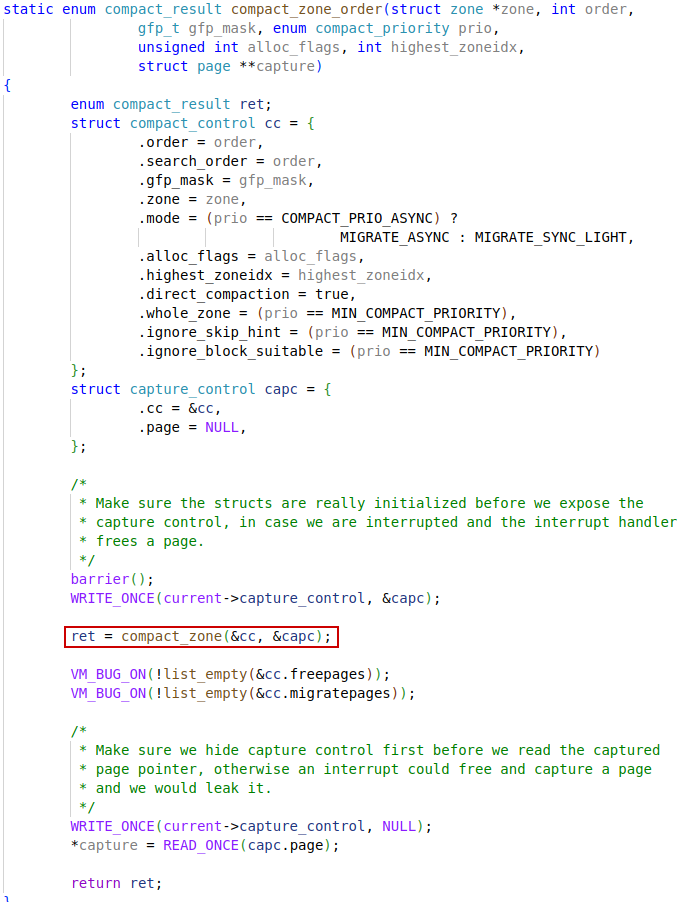 static enum compact_result compact_zone_order(struct zone *zone, int order,
                gfp_t gfp_mask, enum compact_priority prio,
                unsigned int alloc_flags, int highest_zoneidx,
                struct page **capture)
{
        enum compact_result ret;
        struct compact_control cc = {
                .order = order,
                .search_order = order,
                .gfp_mask = gfp_mask,
                .zone = zone,
                .mode = (prio == COMPACT_PRIO_ASYNC) ?
                                        MIGRATE_ASYNC : MIGRATE_SYNC_LIGHT,
                .alloc_flags = alloc_flags,
                .highest_zoneidx = highest_zoneidx,
                .direct_compaction = true,
                .whole_zone = (prio == MIN_COMPACT_PRIORITY),
                .ignore_skip_hint = (prio == MIN_COMPACT_PRIORITY),
                .ignore_block_suitable = (prio == MIN_COMPACT_PRIORITY)
        };
        struct capture_control capc = {
                .cc = &cc,
                .page = NULL,
        };

        /*
         * Make sure the structs are really initialized before we expose the
         * capture control, in case we are interrupted and the interrupt handler
         * frees a page.
         */
        barrier();
        WRITE_ONCE(current->capture_control, &capc);

        ret = compact_zone(&cc, &capc);

        VM_BUG_ON(!list_empty(&cc.freepages));
        VM_BUG_ON(!list_empty(&cc.migratepages));

        /*
         * Make sure we hide capture control first before we read the captured
         * page pointer, otherwise an interrupt could free and capture a page
         * and we would leak it.
         */
        WRITE_ONCE(current->capture_control, NULL);
        *capture = READ_ONCE(capc.page);

        return ret;
}